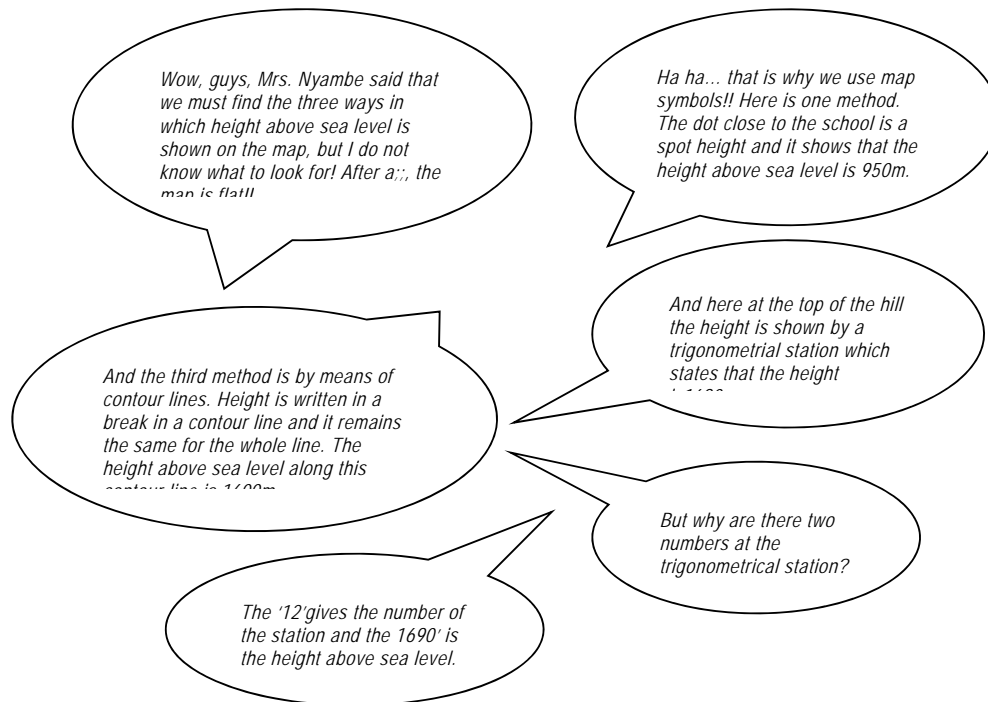 Wow, guys, Mrs. Nyambe said that
we must find the three ways in
which height above sea level is
shown on the map, but I do not
know what to look for! After a;;, the
map is flat!!
Ha ha… that is why we use map
symbols!! Here is one method.
The dot close to the school is a
spot height and it shows that the
height above sea level is 950m.
And here at the top of the hill
the height is shown by a
trigonometrial station which
states that the height
And the third method is by means of
contour lines. Height is written in a
break in a contour line and it remains
the same for the whole line. The
height above sea level along this
contour line is 1600m
But why are there two
numbers at the
trigonometrical station?
The ‘12’gives the number of
the station and the 1690’ is
the height above sea level.